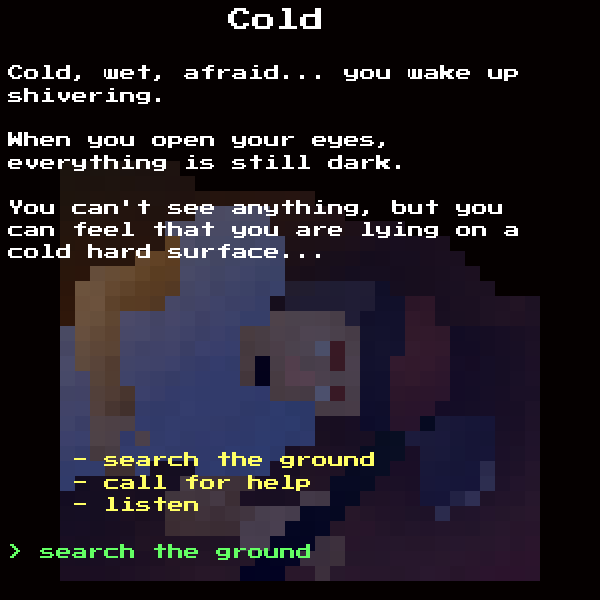 Cold
Cold, wet, afraid... you wake up
shivering.
When you open your eyes,
everything is still dark.
You can't see anything, but you
can feel that you are lying on a
cold hard surface...
- search the ground
- call for help
- listen
> search the ground